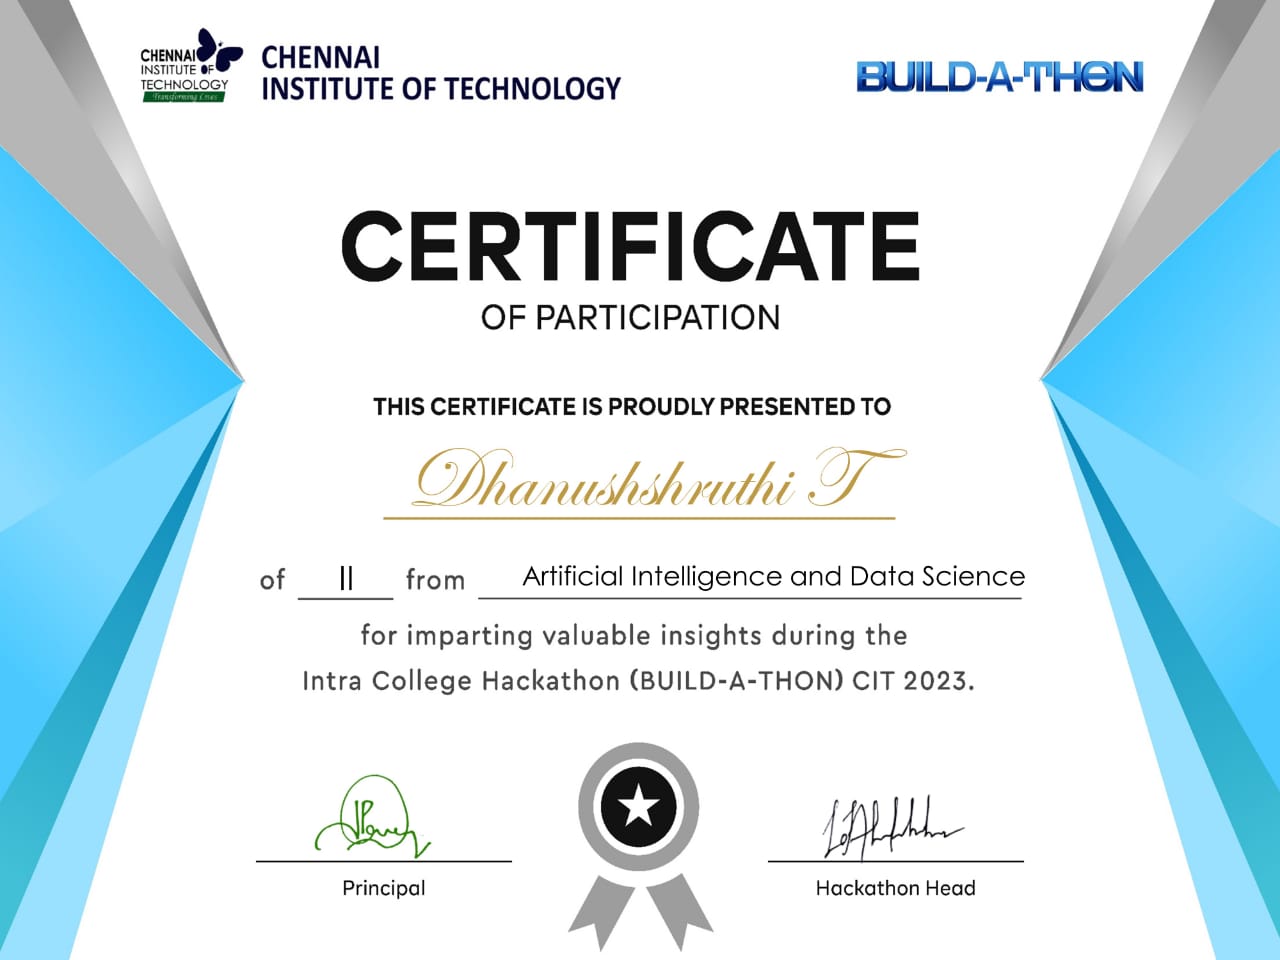 CHENNAI
INSTITUTE OF
TECHNOLOGY
Transforming Lives
CHENNAI
INSTITUTE OF TECHNOLOGY
BUILD-A-THON
CERTIFICATE
OF PARTICIPATION
THIS CERTIFICATE IS PROUDLY PRESENTED TO
Dhanushshruthi T
of II from Artificial Intelligence and Data Science
for imparting valuable insights during the
Intra College Hackathon (BUILD-A-THON) CIT 2023.
Principal
Hackathon Head